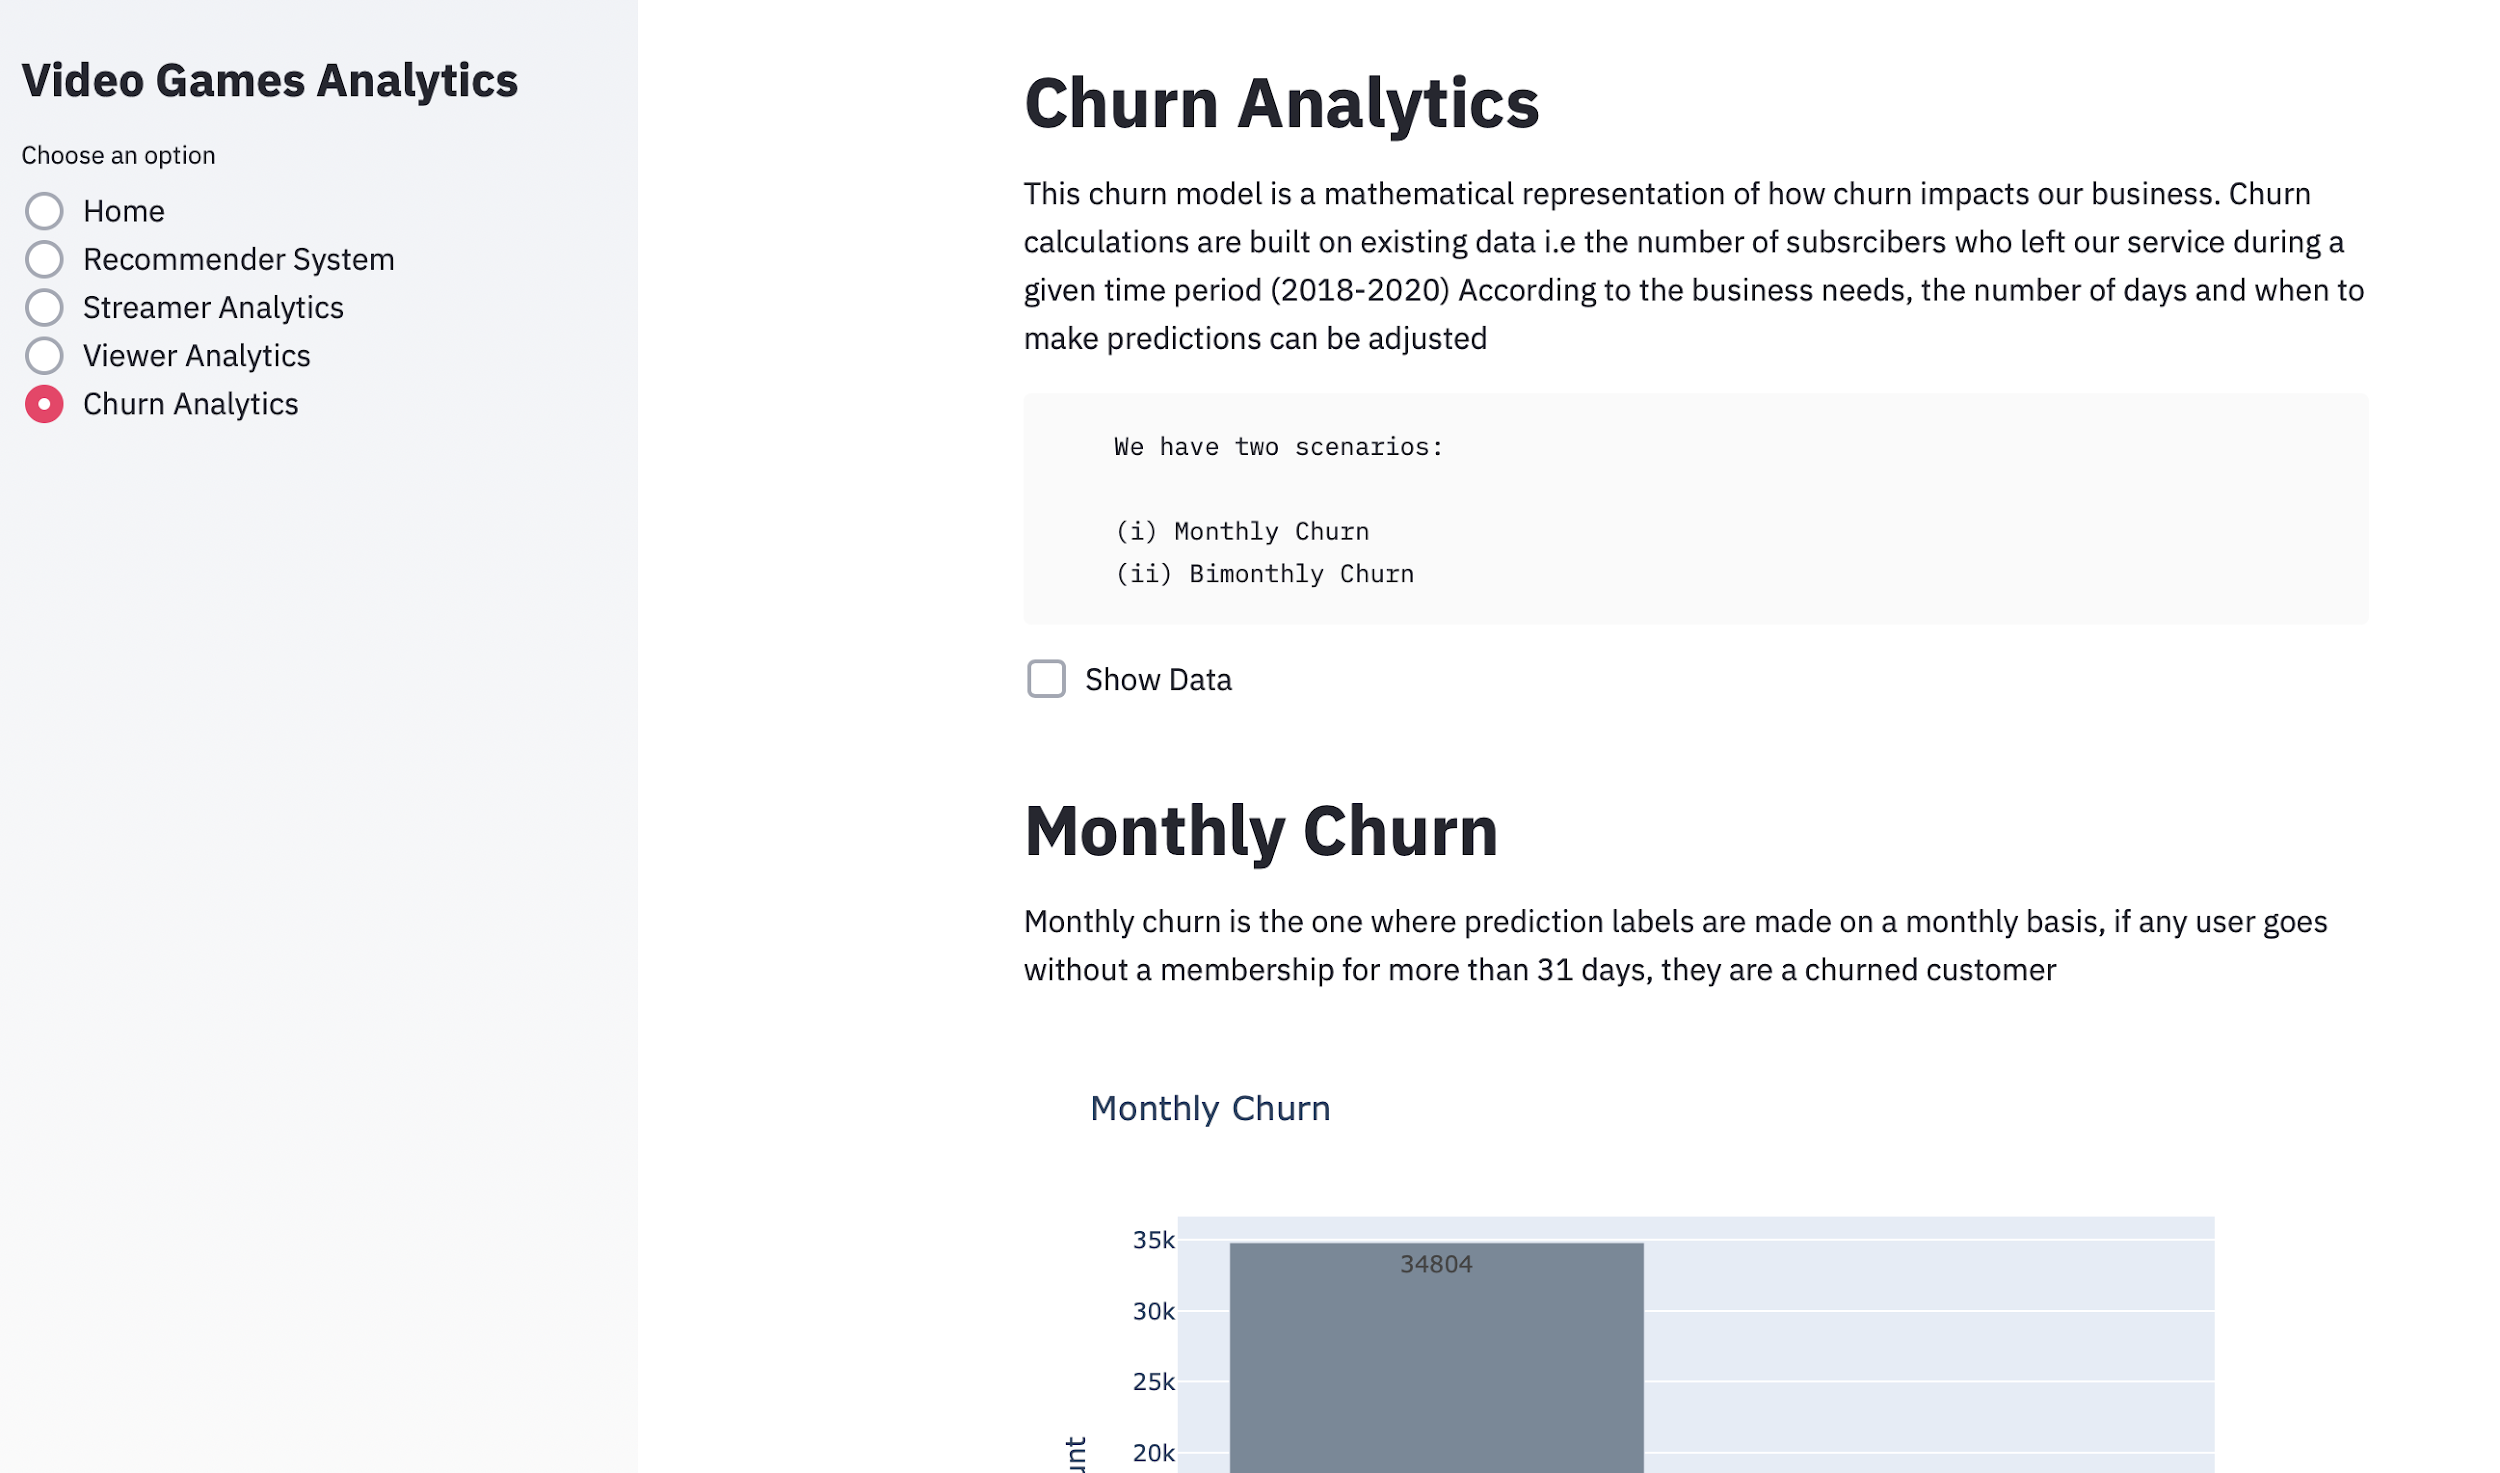 Video Games Analytics
Choose an option
Home
Recommender System
Streamer Analytics
Viewer Analytics
Churn Analytics
Churn Analytics
This churn model is a mathematical representation of how churn impacts our business. Churn
calculations are built on existing data i.e the number of subsrcibers who left our service during a
given time period (2018-2020) According to the business needs, the number of days and when to
make predictions can be adjusted
We have two scenarios:
(i) Monthly Churn
(ii) Bimonthly Churn
Show Data
Monthly Churn
Monthly churn is the one where prediction labels are made on a monthly basis, if any user goes
without a membership for more than 31 days, they are a churned customer
Monthly Churn
35k
34804
30k
25k
20k